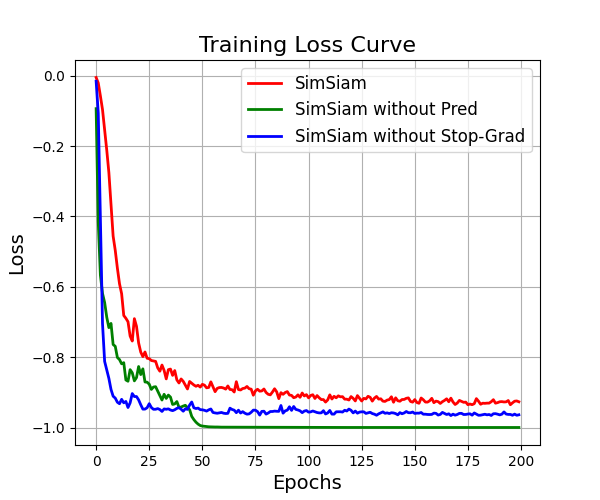 Training Loss Curve
SimSiam
SimSiam without Pred
SimSiam without Stop-Grad
Loss
0.0
−0.2
−0.4
−0.6
−0.8
−1.0
0 25 50 75 100 125 150 175 200
Epochs